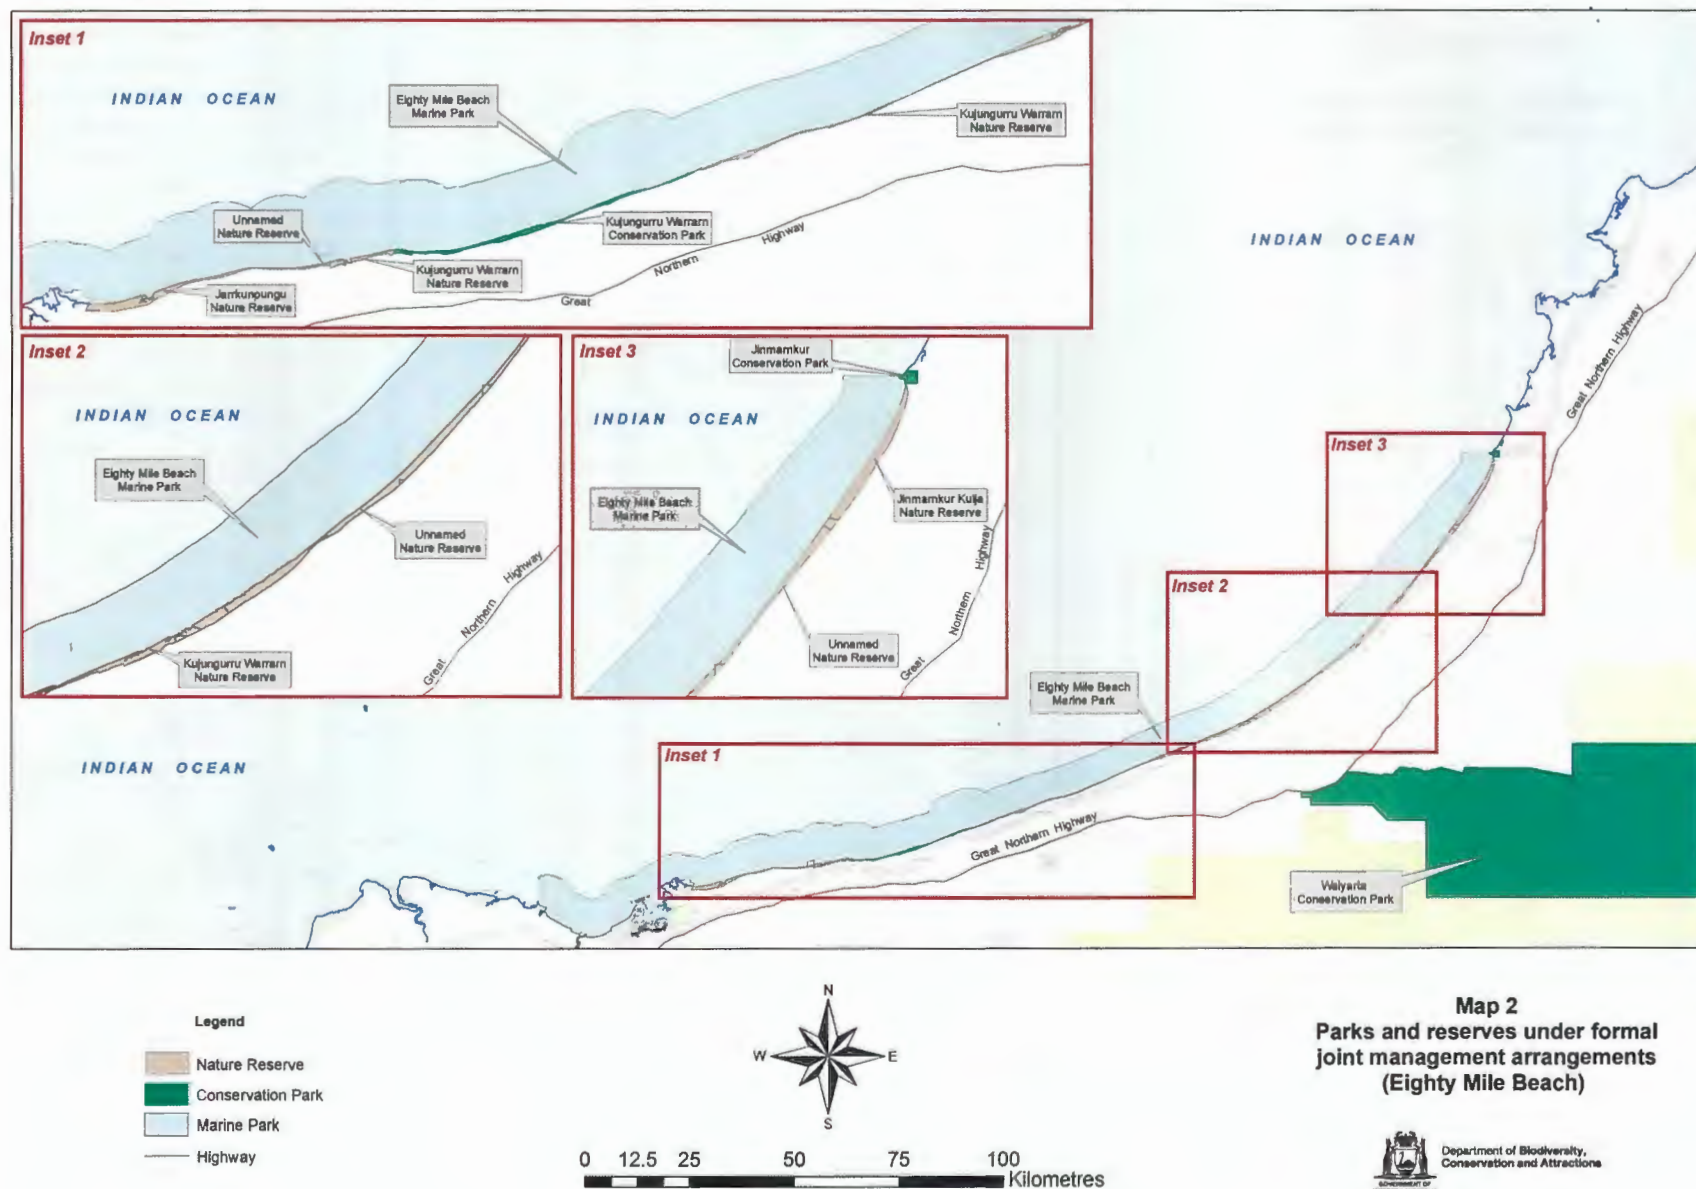 Inset 1
INDIAN OCEAN
Eighty Mile Beach
Marine Park
Kujungurru Warrarn
Nature Reserve
Unnamed
Nature Reserve
Kujungurru Warrarn
Conservation Park
Highway
Northern
Great
Kujungurru Warrarn
Nature Reserve
Jarrkunpungu
Nature Reserve
Inset 2
INDIAN OCEAN
Eighty Mile Beach
Marine Park
Unnamed
Nature Reserve
Highway
Northern
Great
Kujungurru Warrarn
Nature Reserve
Inset 3
Jinmarnkur
Conservation Park
INDIAN OCEAN
Eighty Mile Beach
Marine Park
Jinmarnkur Kulja
Nature Reserve
Highway
Northern
Great
Unnamed
Nature Reserve
INDIAN OCEAN
Great Northern Highway
Inset 3
Inset 2
Eighty Mile Beach
Marine Park
Inset 1
INDIAN OCEAN
Great Northern Highway
Walyarta
Conservation Park
Legend
Nature Reserve
Conservation Park
Marine Park
Highway
N
W
E
S
0 12.5 25 50 75 100
Kilometres
Map 2
Parks and reserves under formal
joint management arrangements
(Eighty Mile Beach)
Department of Biodiversity,
Conservation and Attractions
GOVERNMENT OF